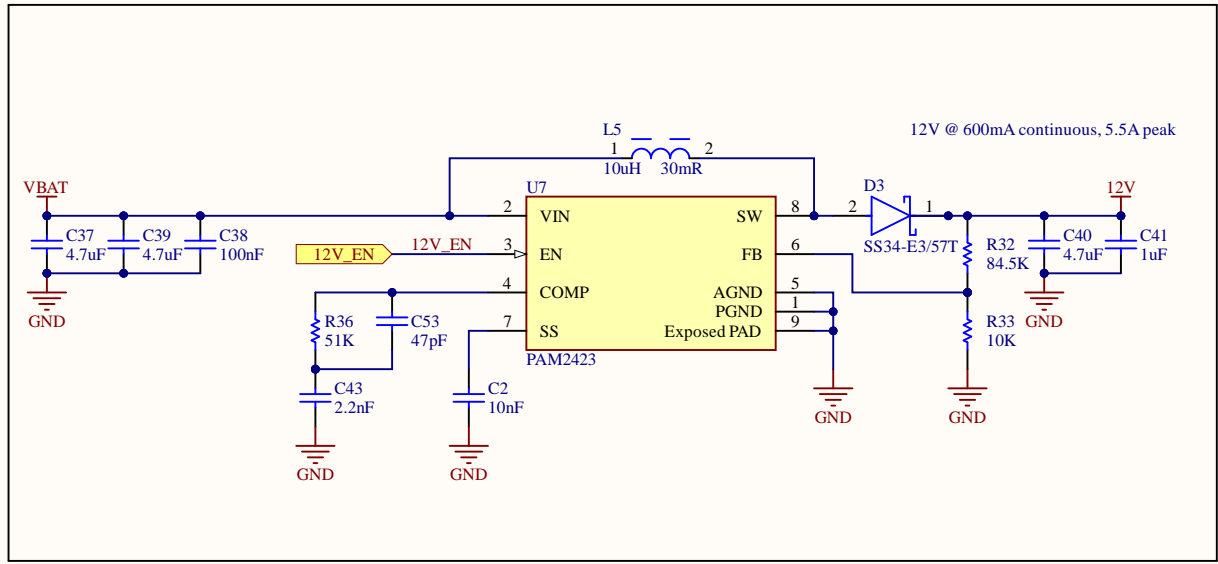 12V @ 600mA continuous, 5.5A peak
L5
1
2
10uH
30mR
VBAT
U7
D3
12V
2
VIN
SW
8
2
1
C37
4.7uF
C39
4.7uF
C38
100nF
SS34-E3/57T
R32
84.5K
C40
4.7uF
C41
1uF
12V_EN
12V_EN
3
EN
FB
6
4
COMP
AGND
5
PGND
1
GND
GND
R36
51K
C53
47pF
7
SS
Exposed PAD
9
R33
10K
PAM2423
C43
2.2nF
C2
10nF
GND
GND
GND
GND